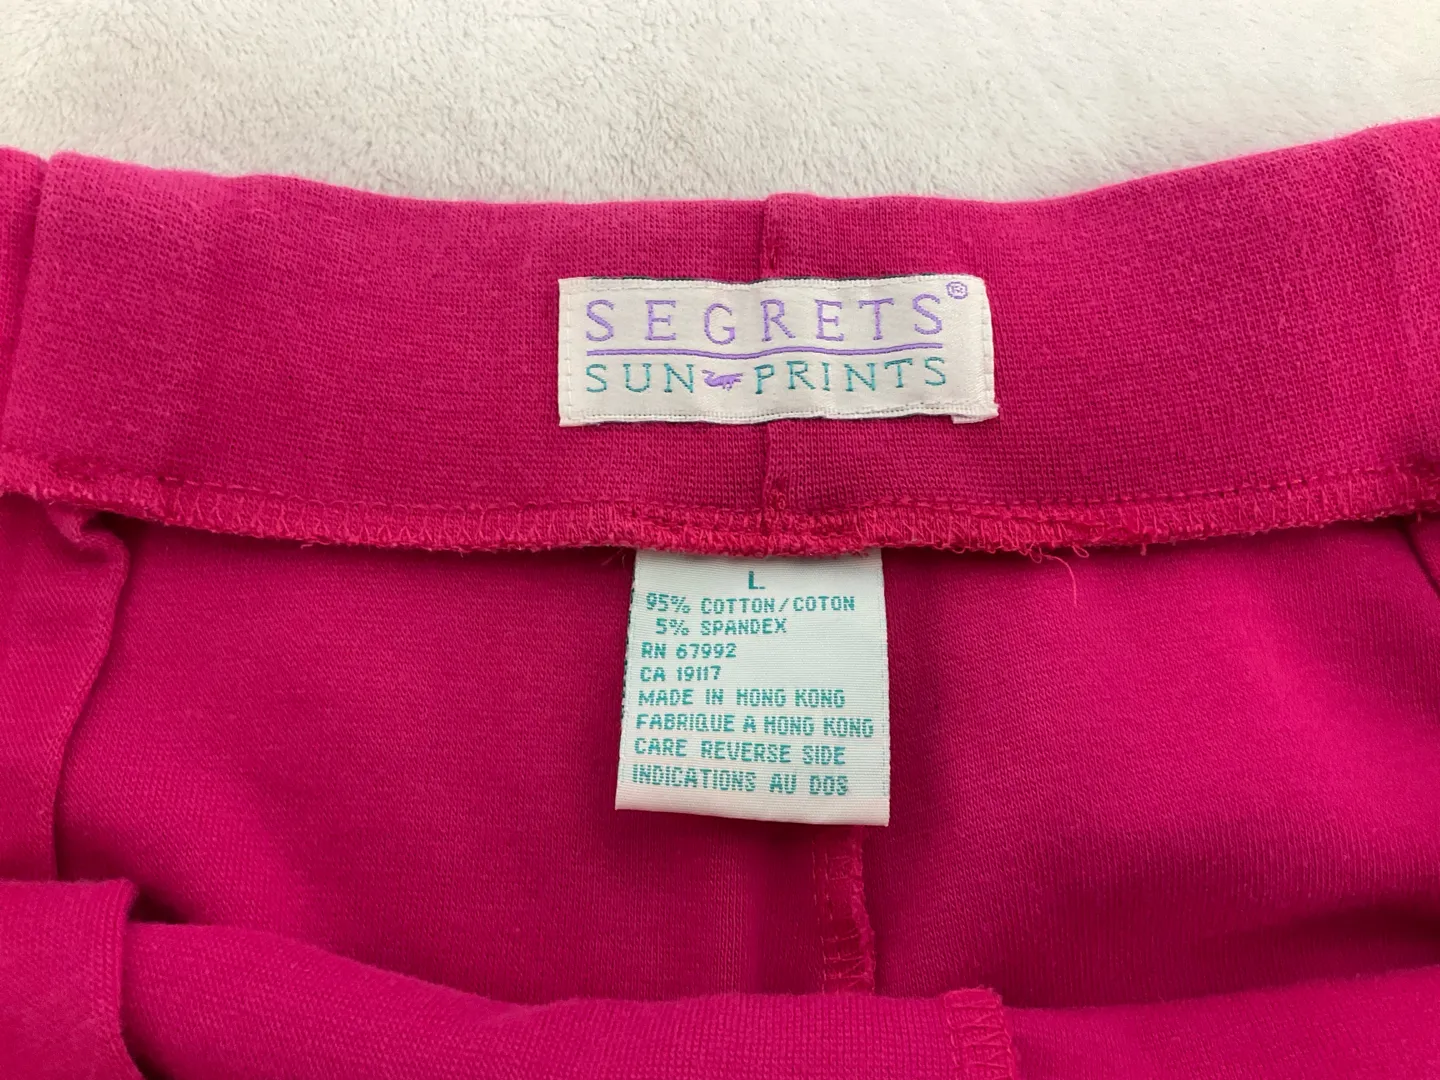 SEGRETS®
SUN PRINTS
L
95% COTTON/COTON
5% SPANDEX
RN 67992
CA 19117
MADE IN HONG KONG
FABRIQUE A HONG KONG
CARE REVERSE SIDE
INDICATIONS AU DOS